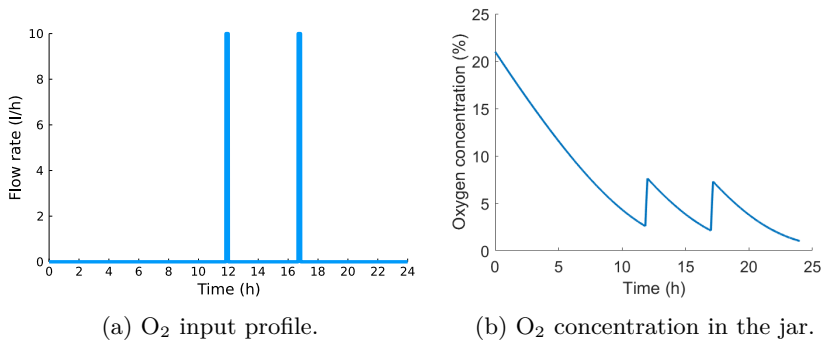 10
8
6
4
2
0
Flow rate (l/h)
0 2 4 6 8 10 12 14 16 18 20 22 24
Time (h)
(a) O₂ input profile.
25
20
15
10
5
0
Oxygen concentration (%)
0 5 10 15 20 25
Time (h)
(b) O₂ concentration in the jar.